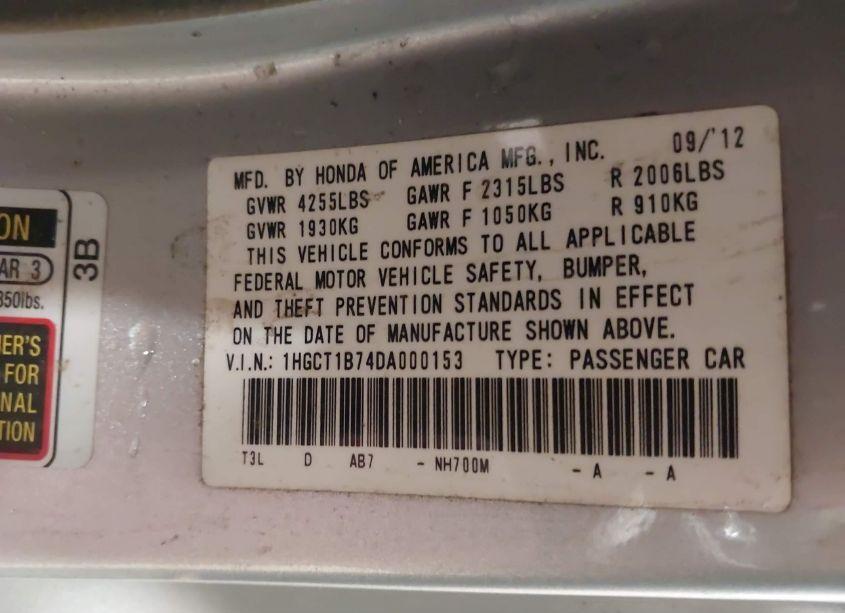 MFD. BY HONDA OF AMERICA MFG., INC. 09/'12
GVWR 4255LBS GAWR F 2315LBS R 2006LBS
GVWR 1930KG GAWR F 1050KG R 910KG
THIS VEHICLE CONFORMS TO ALL APPLICABLE
FEDERAL MOTOR VEHICLE SAFETY, BUMPER,
AND THEFT PREVENTION STANDARDS IN EFFECT
ON THE DATE OF MANUFACTURE SHOWN ABOVE.
V.I.N.: 1HGCT1B74DA000153 TYPE: PASSENGER CAR
T3L D AB7 - NH700M - A - A
ON
AR 3
350lbs.
3B
ER'S
FOR
NAL
TION